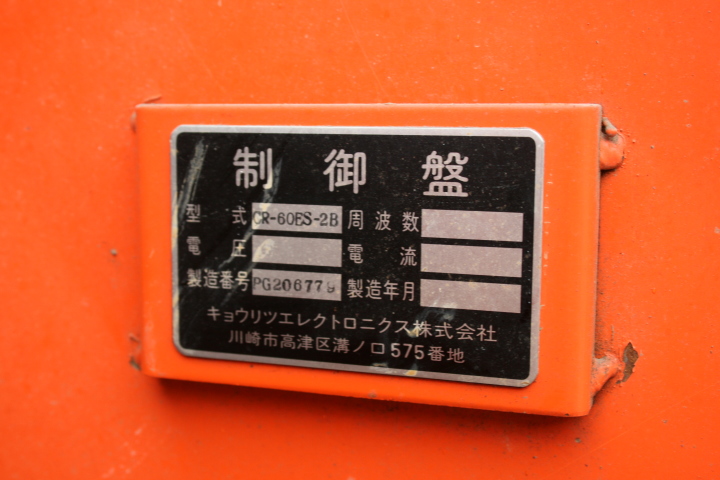 制御盤
型式 CR-60ES-2B 周波数
電圧 電流
製造番号 PG206779 製造年月
キョウリツエレクトロニクス株式会社
川崎市高津区溝ノ口575番地